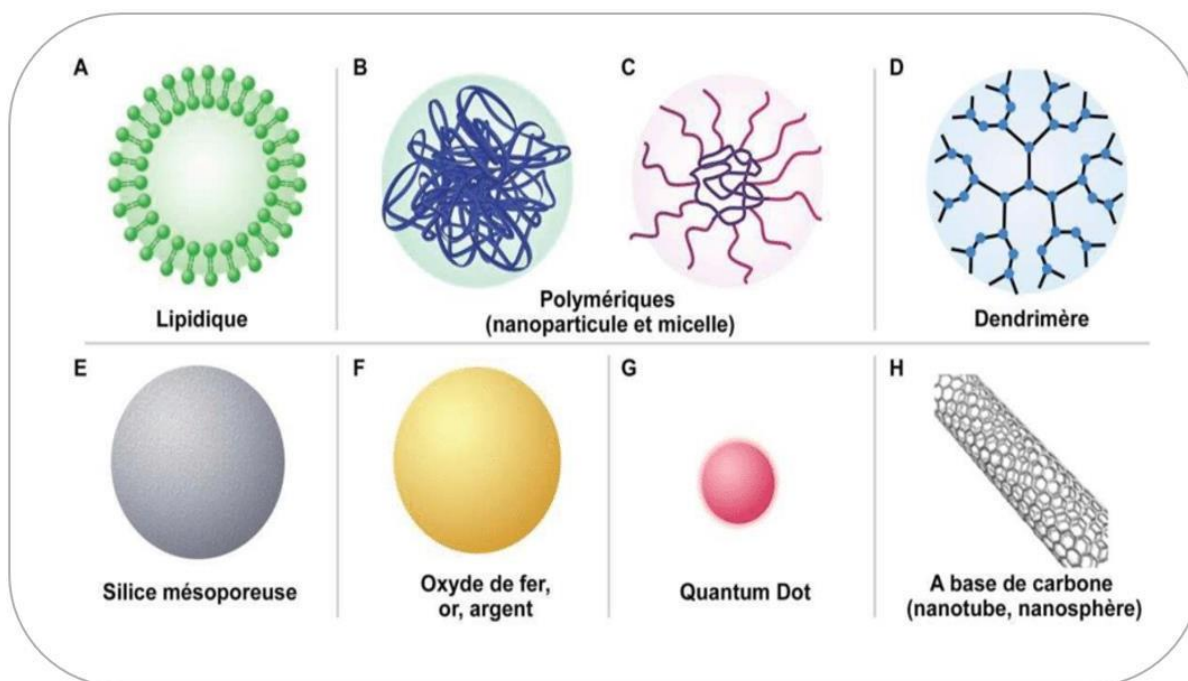 A
B
C
D
Lipidique
Polymériques
(nanoparticule et micelle)
Dendrimère
E
F
G
H
Silice mésoporeuse
Oxyde de fer,
or, argent
Quantum Dot
A base de carbone
(nanotube, nanosphère)